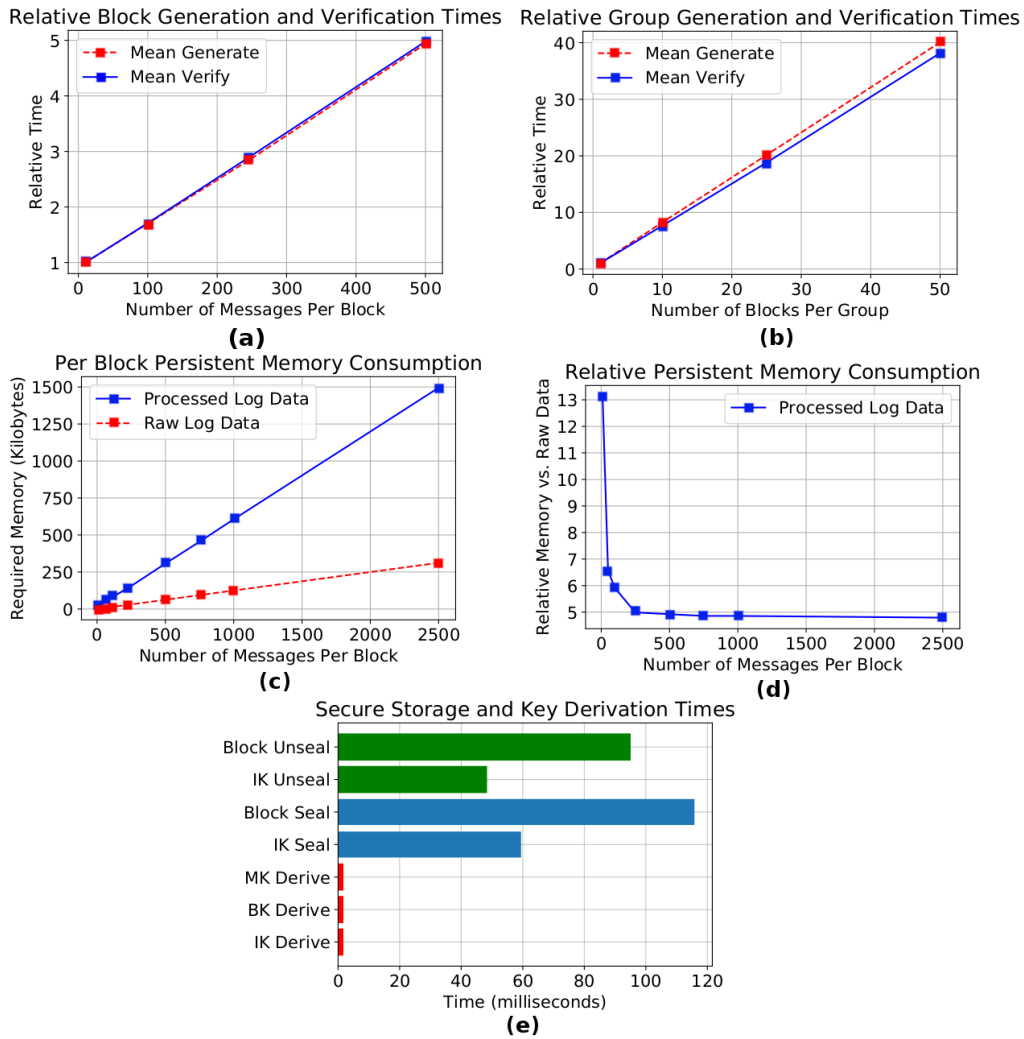 Relative Block Generation and Verification Times
Mean Generate
Mean Verify
Relative Time
5
4
3
2
1
0 100 200 300 400 500
Number of Messages Per Block
(a)
Relative Group Generation and Verification Times
Mean Generate
Mean Verify
Relative Time
40
30
20
10
0
0 10 20 30 40 50
Number of Blocks Per Group
(b)
Per Block Persistent Memory Consumption
Processed Log Data
Raw Log Data
Required Memory (Kilobytes)
1500
1250
1000
750
500
250
0
0 500 1000 1500 2000 2500
Number of Messages Per Block
(c)
Relative Persistent Memory Consumption
Processed Log Data
Relative Memory vs. Raw Data
13
12
11
10
9
8
7
6
5
0 500 1000 1500 2000 2500
Number of Messages Per Block
(d)
Secure Storage and Key Derivation Times
Block Unseal
IK Unseal
Block Seal
IK Seal
MK Derive
BK Derive
IK Derive
0 20 40 60 80 100 120
Time (milliseconds)
(e)